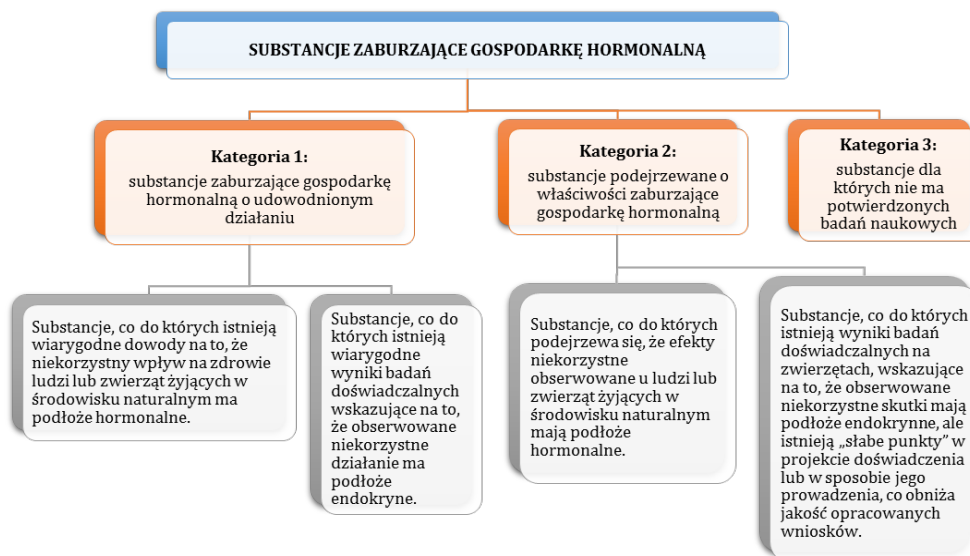 SUBSTANCJE ZABURZAJĄCE GOSPODARKĘ HORMONALNĄ
Kategoria 1:
substancje zaburzające gospodarkę
hormonalną o udowodnionym
działaniu
Kategoria 2:
substancje podejrzewane o
właściwości zaburzające
gospodarkę hormonalną
Kategoria 3:
substancje dla
których nie ma
potwierdzonych
badań naukowych
Substancje, co do których istnieją
wiarygodne dowody na to, że
niekorzystny wpływ na zdrowie
ludzi lub zwierząt żyjących w
środowisku naturalnym ma
podłoże hormonalne.
Substancje, co do
których istnieją
wiarygodne
wyniki badań
doświadczalnych
wskazujące na to,
że obserwowane
niekorzystne
działanie ma
podłoże
endokryne.
Substancje, co do których
podejrzewa się, że efekty
niekorzystne
obserwowane u ludzi lub
zwierząt żyjących w
środowisku naturalnym
mają podłoże
hormonalne.
Substancje, co do których
istnieją wyniki badań
doświadczalnych na
zwierzętach, wskazujące
na to, że obserwowane
niekorzystne skutki mają
podłoże endokrynne, ale
istnieją „słabe punkty” w
projekcie doświadczenia
lub w sposobie jego
prowadzenia, co obniża
jakość opracowanych
wniosków.